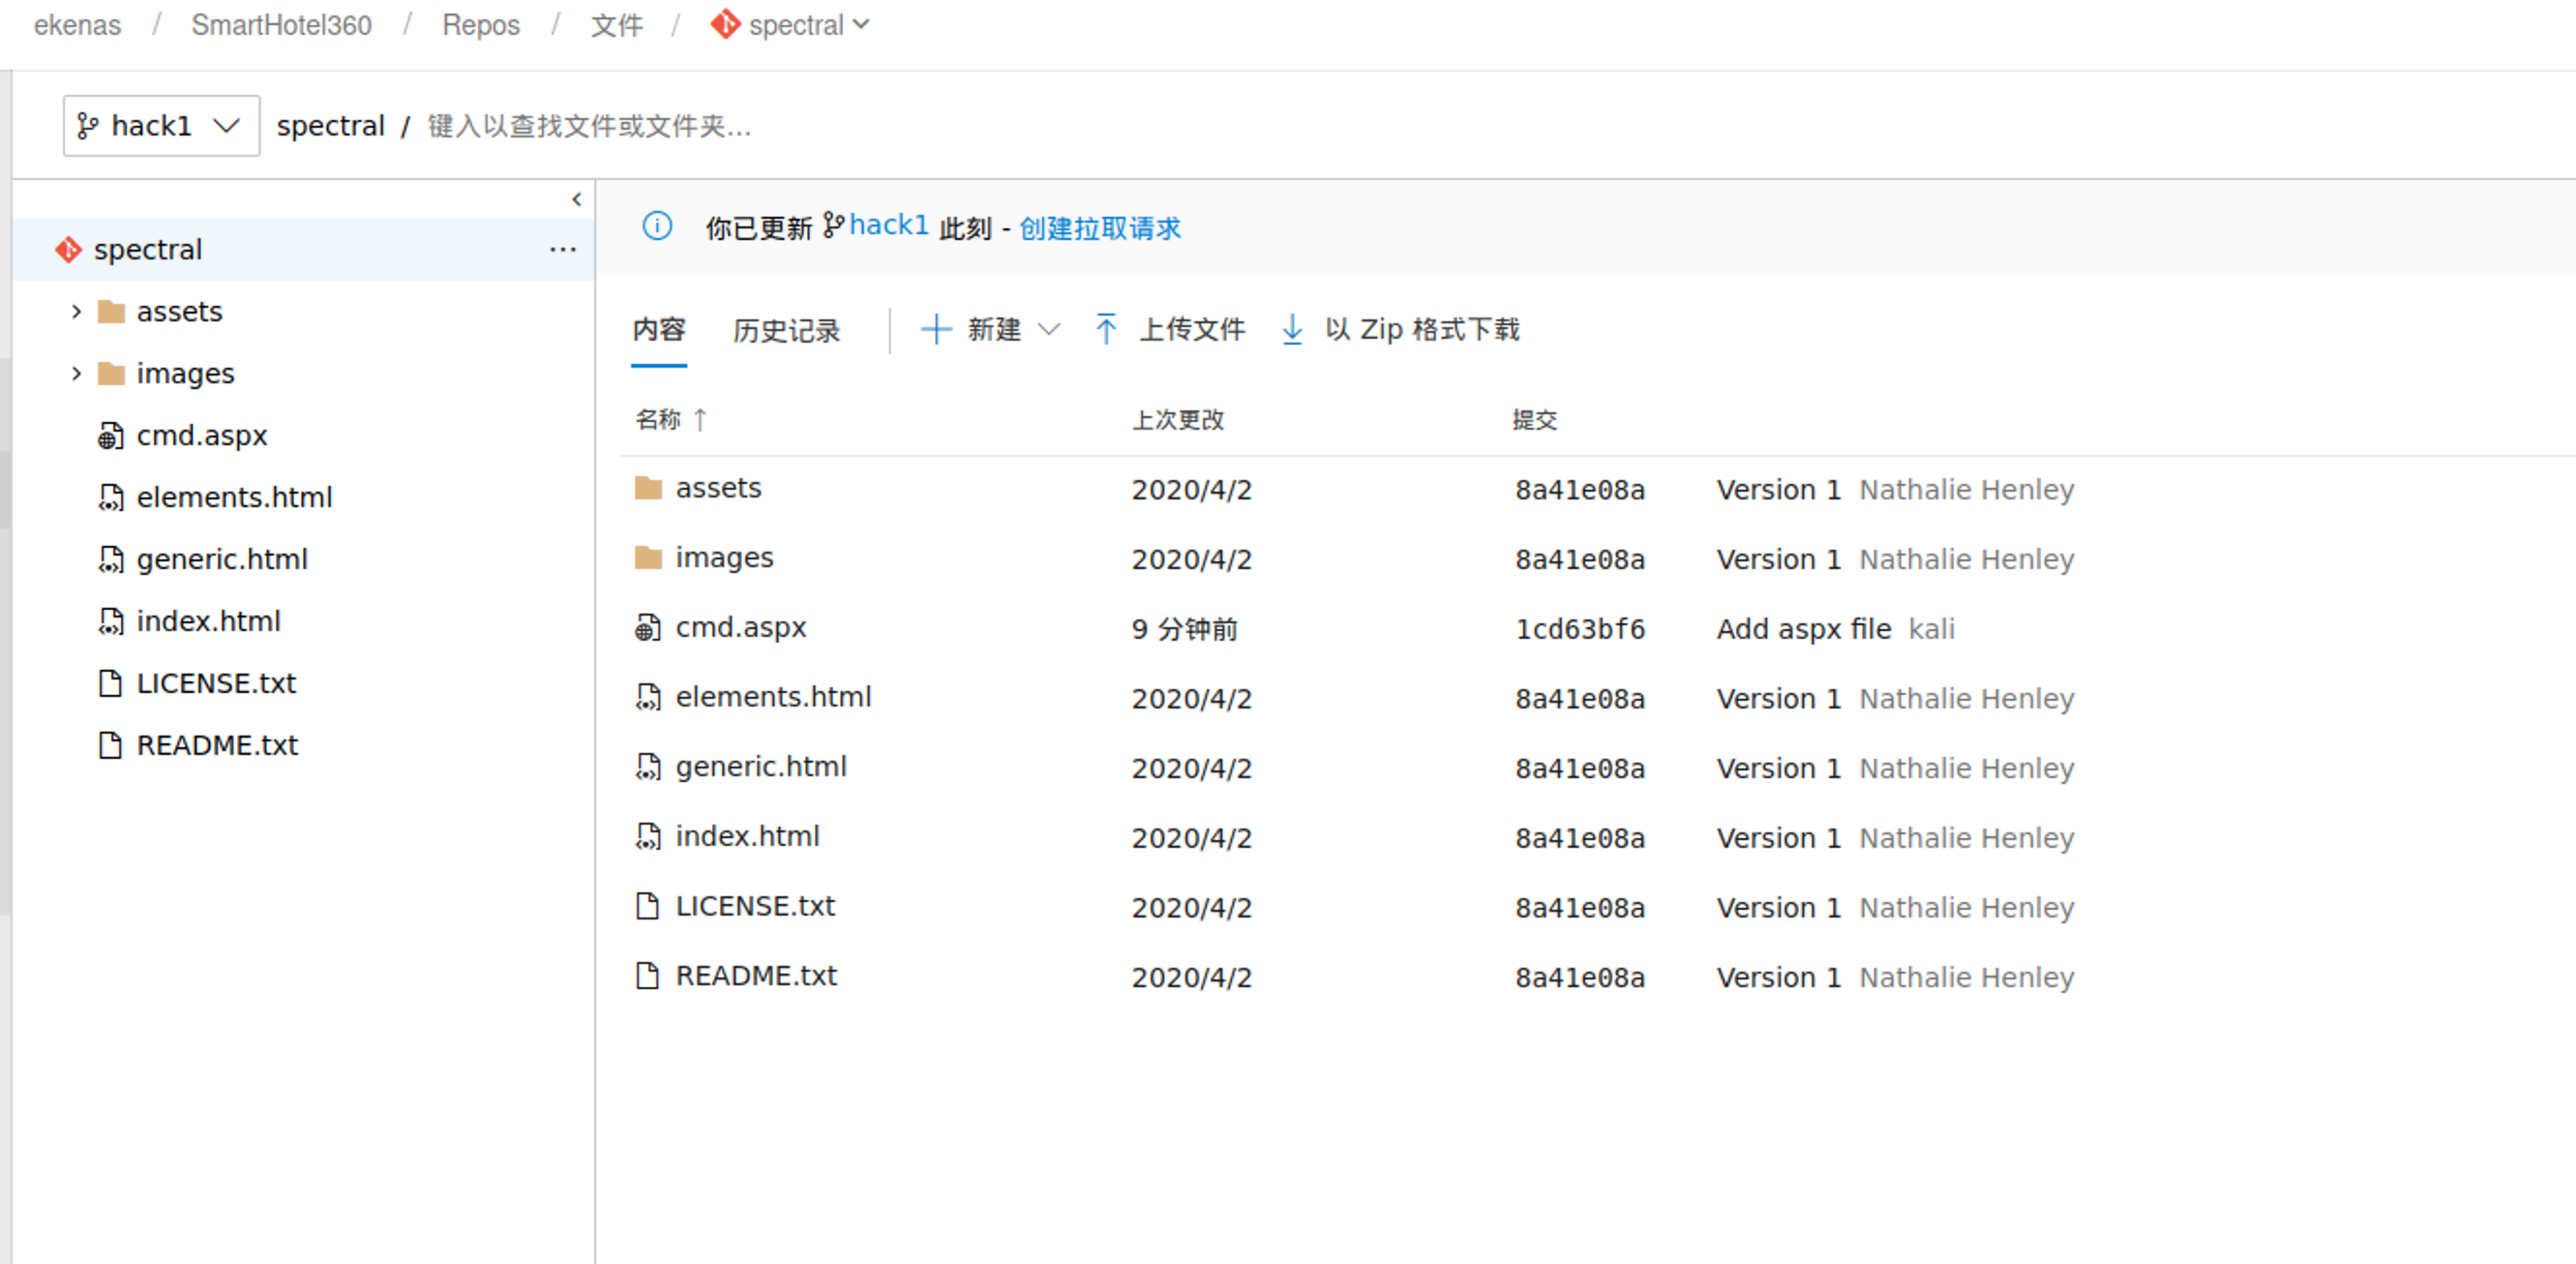 ekenas / SmartHotel360 / Repos / 文件 / spectral
hack1 spectral / 键入以查找文件或文件夹...
spectral ...
assets
images
cmd.aspx
elements.html
generic.html
index.html
LICENSE.txt
README.txt
你已更新 hack1 此刻 - 创建拉取请求
内容 历史记录 新建 上传文件 以 Zip 格式下载
名称 ↑ 上次更改 提交
assets 2020/4/2 8a41e08a Version 1 Nathalie Henley
images 2020/4/2 8a41e08a Version 1 Nathalie Henley
cmd.aspx 9 分钟前 1cd63bf6 Add aspx file kali
elements.html 2020/4/2 8a41e08a Version 1 Nathalie Henley
generic.html 2020/4/2 8a41e08a Version 1 Nathalie Henley
index.html 2020/4/2 8a41e08a Version 1 Nathalie Henley
LICENSE.txt 2020/4/2 8a41e08a Version 1 Nathalie Henley
README.txt 2020/4/2 8a41e08a Version 1 Nathalie Henley